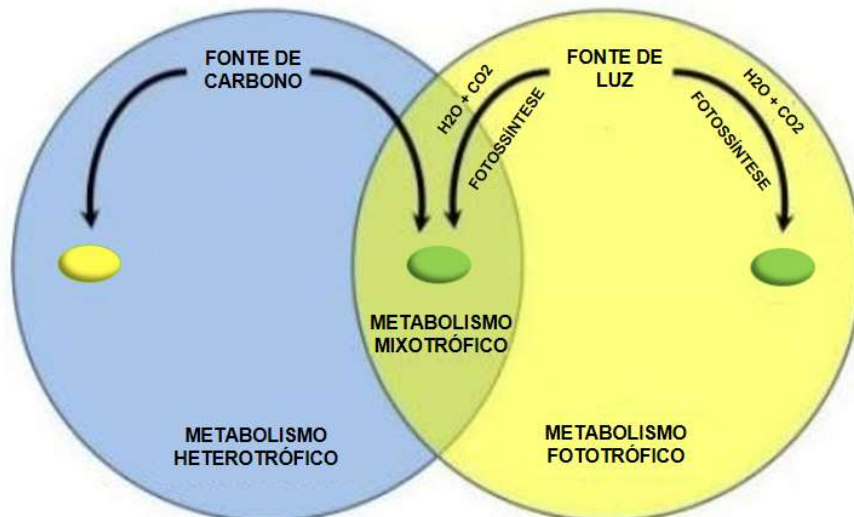 FONTE DE
CARBONO
H2O + CO2
FOTOSSÍNTESE
FONTE DE
LUZ
H2O + CO2
FOTOSSÍNTESE
METABOLISMO
MIXOTRÓFICO
METABOLISMO
HETEROTRÓFICO
METABOLISMO
FOTOTRÓFICO